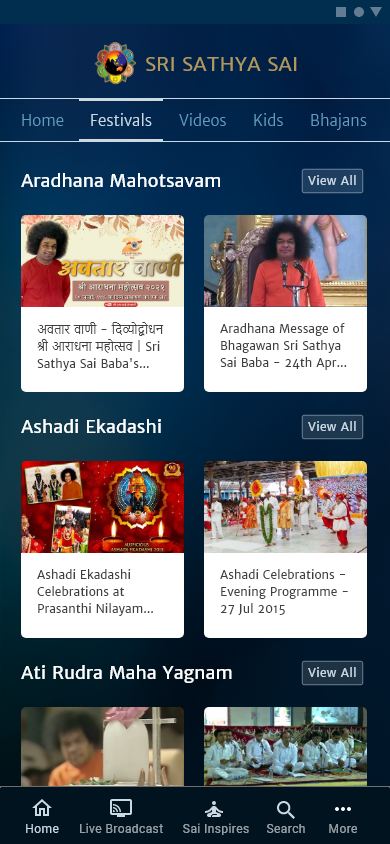 SRI SATHYA SAI
Home Festivals Videos Kids Bhajans
Aradhana Mahotsavam View All
अवतार वाणी
श्री आराधना महोत्सव २०२२
अवतार वाणी - दिव्योद्बोधन
श्री आराधना महोत्सव | Sri
Sathya Sai Baba's...
Aradhana Message of
Bhagawan Sri Sathya
Sai Baba - 24th Apr...
Ashadi Ekadashi View All
90
AUSPICIOUS
ASHADI EKADASHI 2015
Ashadi Ekadashi
Celebrations at
Prasanthi Nilayam...
Ashadi Celebrations -
Evening Programme -
27 Jul 2015
Ati Rudra Maha Yagnam View All
Home Live Broadcast Sai Inspires Search More